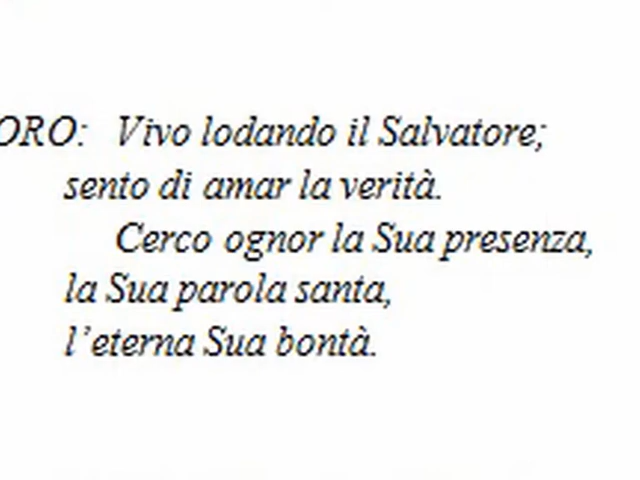 ORO: Vivo lodando il Salvatore;
sento di amar la verità.
Cerco ognor la Sua presenza,
la Sua parola santa,
l'eterna Sua bontà.